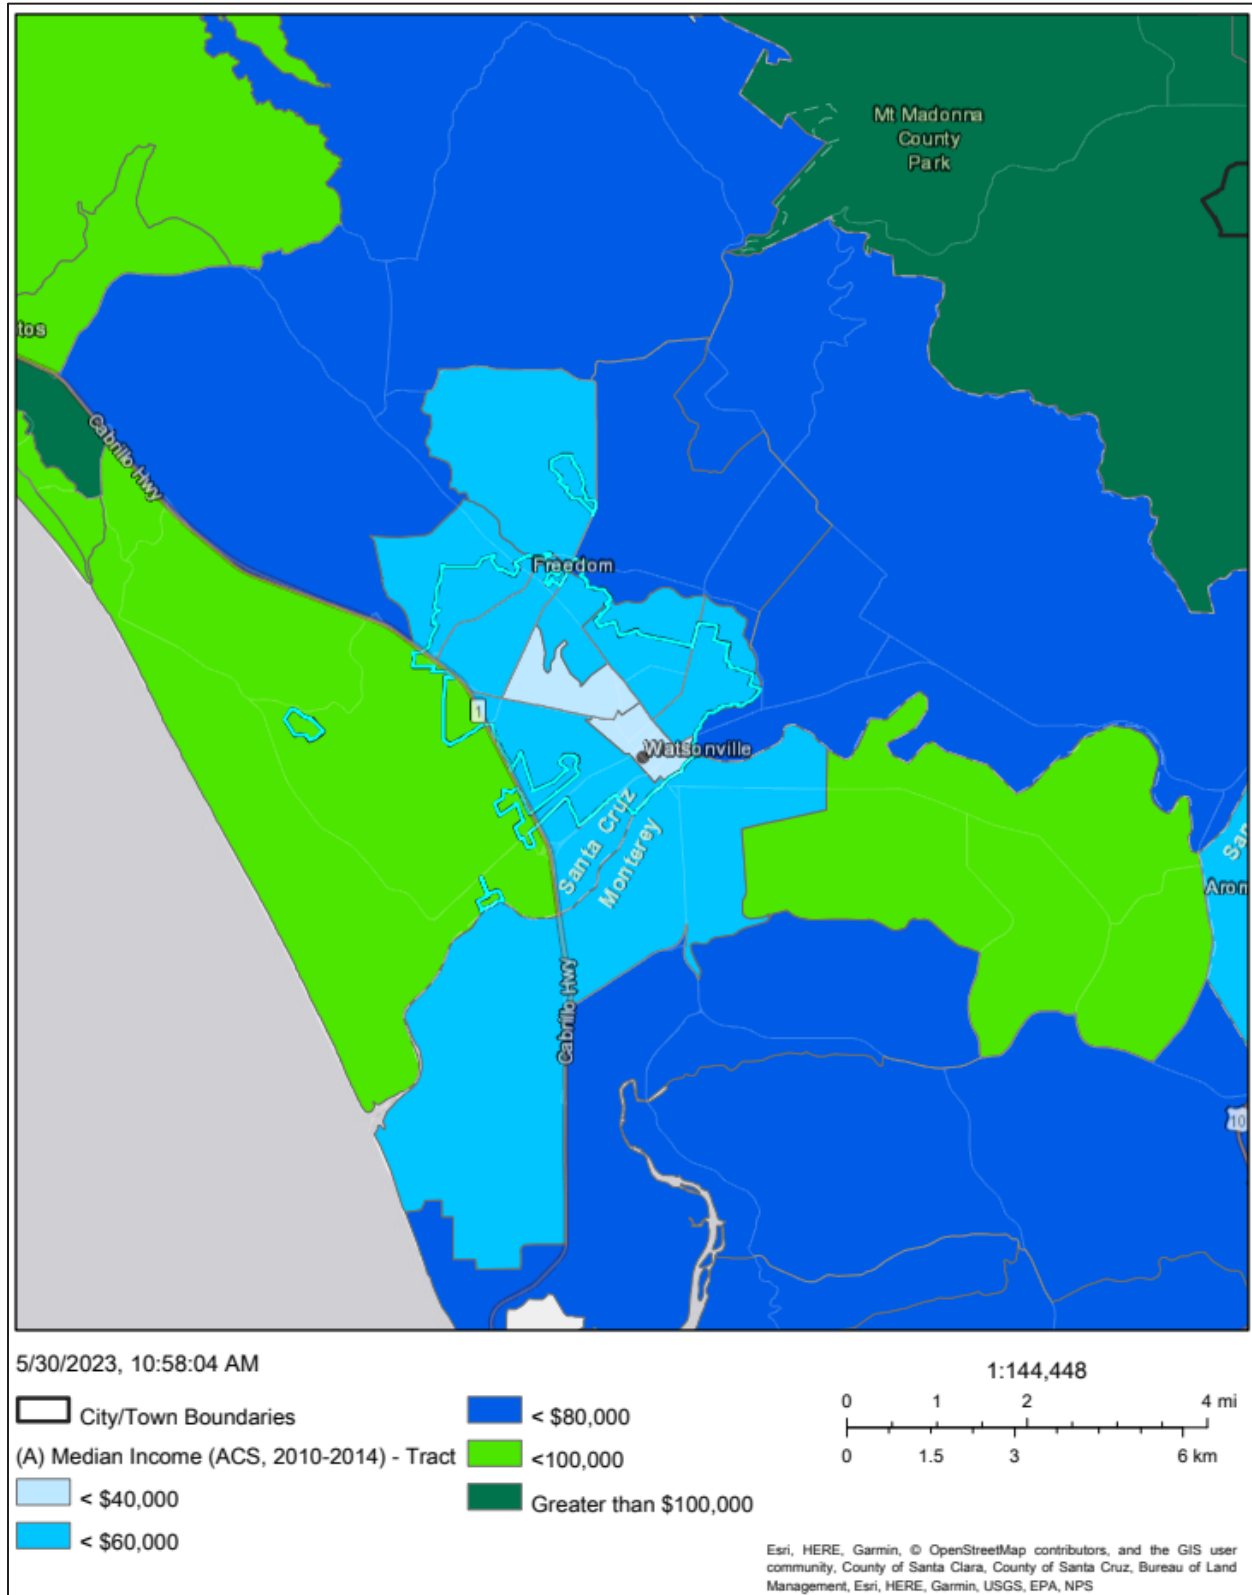 Mt Madonna
County
Park
tos
Cabrillo Hwy
Freedom
1
Watsonville
Santa Cruz
Monterey
San
Arom
Cabrillo Hwy
10
5/30/2023, 10:58:04 AM
City/Town Boundaries
(A) Median Income (ACS, 2010-2014) - Tract
< $40,000
< $60,000
< $80,000
<100,000
Greater than $100,000
1:144,448
0 1 2 4 mi
0 1.5 3 6 km
Esri, HERE, Garmin, © OpenStreetMap contributors, and the GIS user
community, County of Santa Clara, County of Santa Cruz, Bureau of Land
Management, Esri, HERE, Garmin, USGS, EPA, NPS